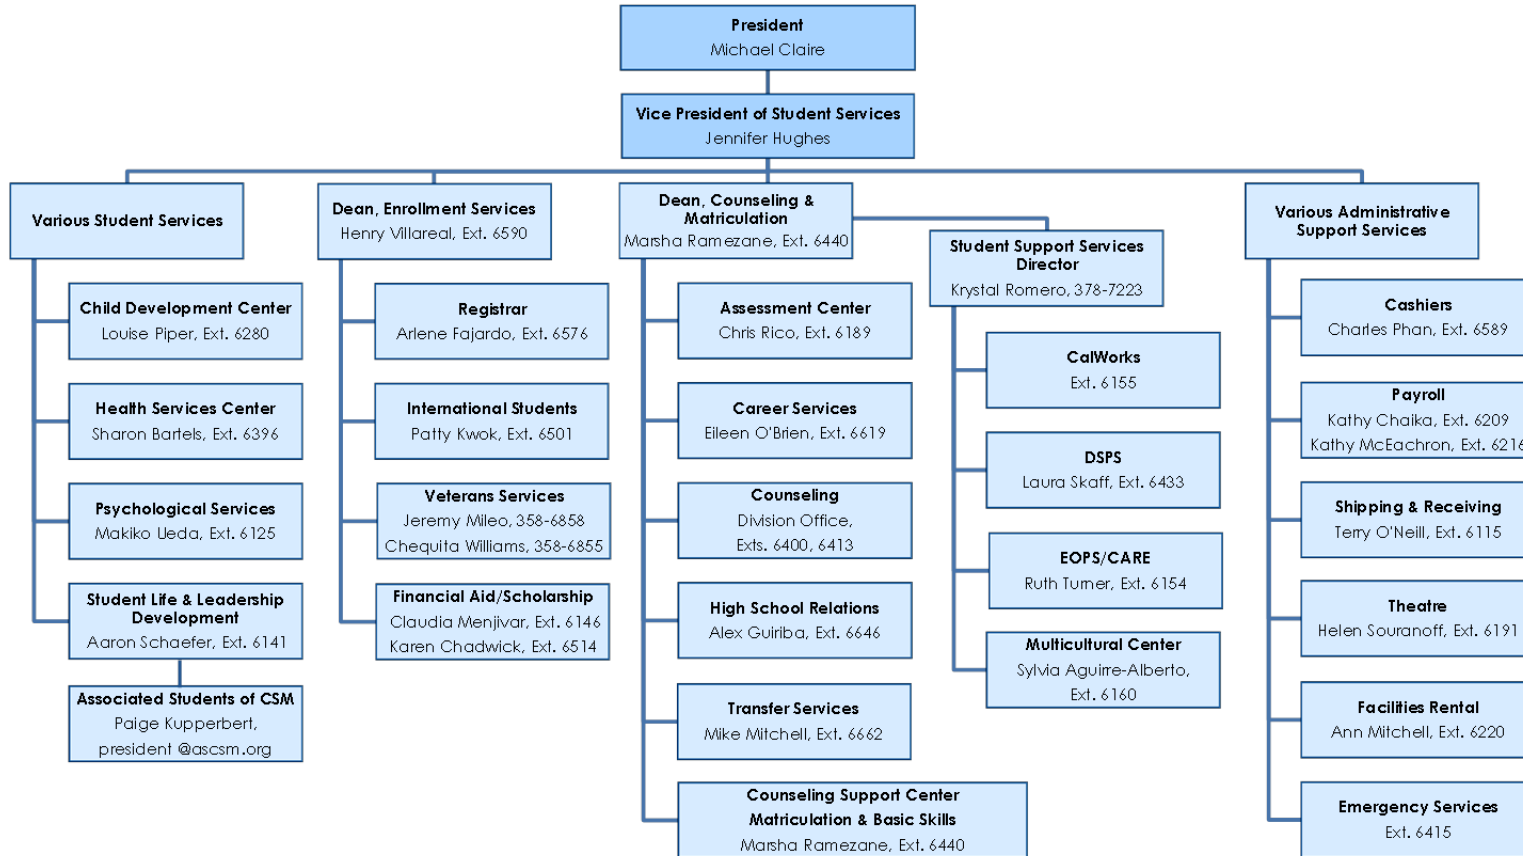 President
Michael Claire
Vice President of Student Services
Jennifer Hughes
Various Student Services
Child Development Center
Louise Piper, Ext. 6280
Health Services Center
Sharon Bartels, Ext. 6396
Psychological Services
Makiko Ueda, Ext. 6125
Student Life & Leadership
Development
Aaron Schaefer, Ext. 6141
Associated Students of CSM
Paige Kupperbert,
president @ascsm.org
Dean, Enrollment Services
Henry Villareal, Ext. 6590
Registrar
Arlene Fajardo, Ext. 6576
International Students
Patty Kwok, Ext. 6501
Veterans Services
Jeremy Mileo, 358-6858
Chequita Williams, 358-6855
Financial Aid/Scholarship
Claudia Menjivar, Ext. 6146
Karen Chadwick, Ext. 6514
Dean, Counseling &
Matriculation
Marsha Ramezane, Ext. 6440
Assessment Center
Chris Rico, Ext. 6189
Career Services
Eileen O'Brien, Ext. 6619
Counseling
Division Office,
Exts. 6400, 6413
High School Relations
Alex Guiriba, Ext. 6646
Transfer Services
Mike Mitchell, Ext. 6662
Counseling Support Center
Matriculation & Basic Skills
Marsha Ramezane, Ext. 6440
Student Support Services
Director
Krystal Romero, 378-7223
CalWorks
Ext. 6155
DSPS
Laura Skaff, Ext. 6433
EOPS/CARE
Ruth Turner, Ext. 6154
Multicultural Center
Sylvia Aguirre-Alberto,
Ext. 6160
Various Administrative
Support Services
Cashiers
Charles Phan, Ext. 6589
Payroll
Kathy Chaika, Ext. 6209
Kathy McEachron, Ext. 6216
Shipping & Receiving
Terry O'Neill, Ext. 6115
Theatre
Helen Souranoff, Ext. 6191
Facilities Rental
Ann Mitchell, Ext. 6220
Emergency Services
Ext. 6415